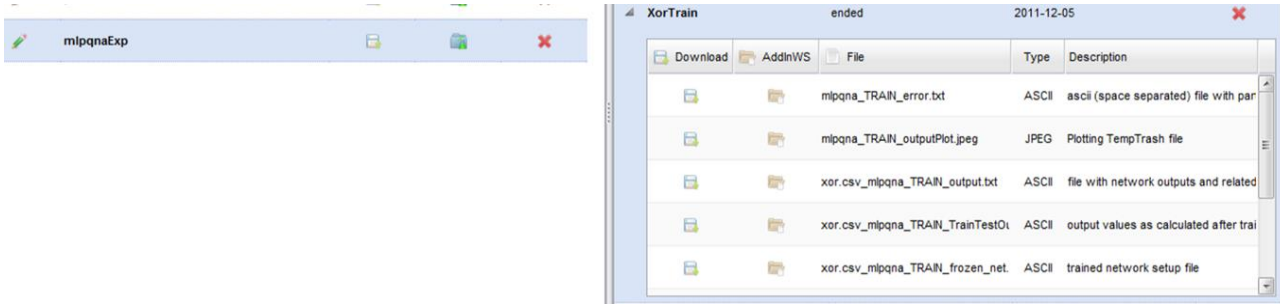 mlpqnaExp
XorTrain ended 2011-12-05
Download AddInWS File Type Description
mlpqna_TRAIN_error.txt ASCII ascii (space separated) file with par
mlpqna_TRAIN_outputPlot.jpeg JPEG Plotting TempTrash file
xor.csv_mlpqna_TRAIN_output.txt ASCII file with network outputs and related
xor.csv_mlpqna_TRAIN_TrainTestOu ASCII output values as calculated after trai
xor.csv_mlpqna_TRAIN_frozen_net. ASCII trained network setup file